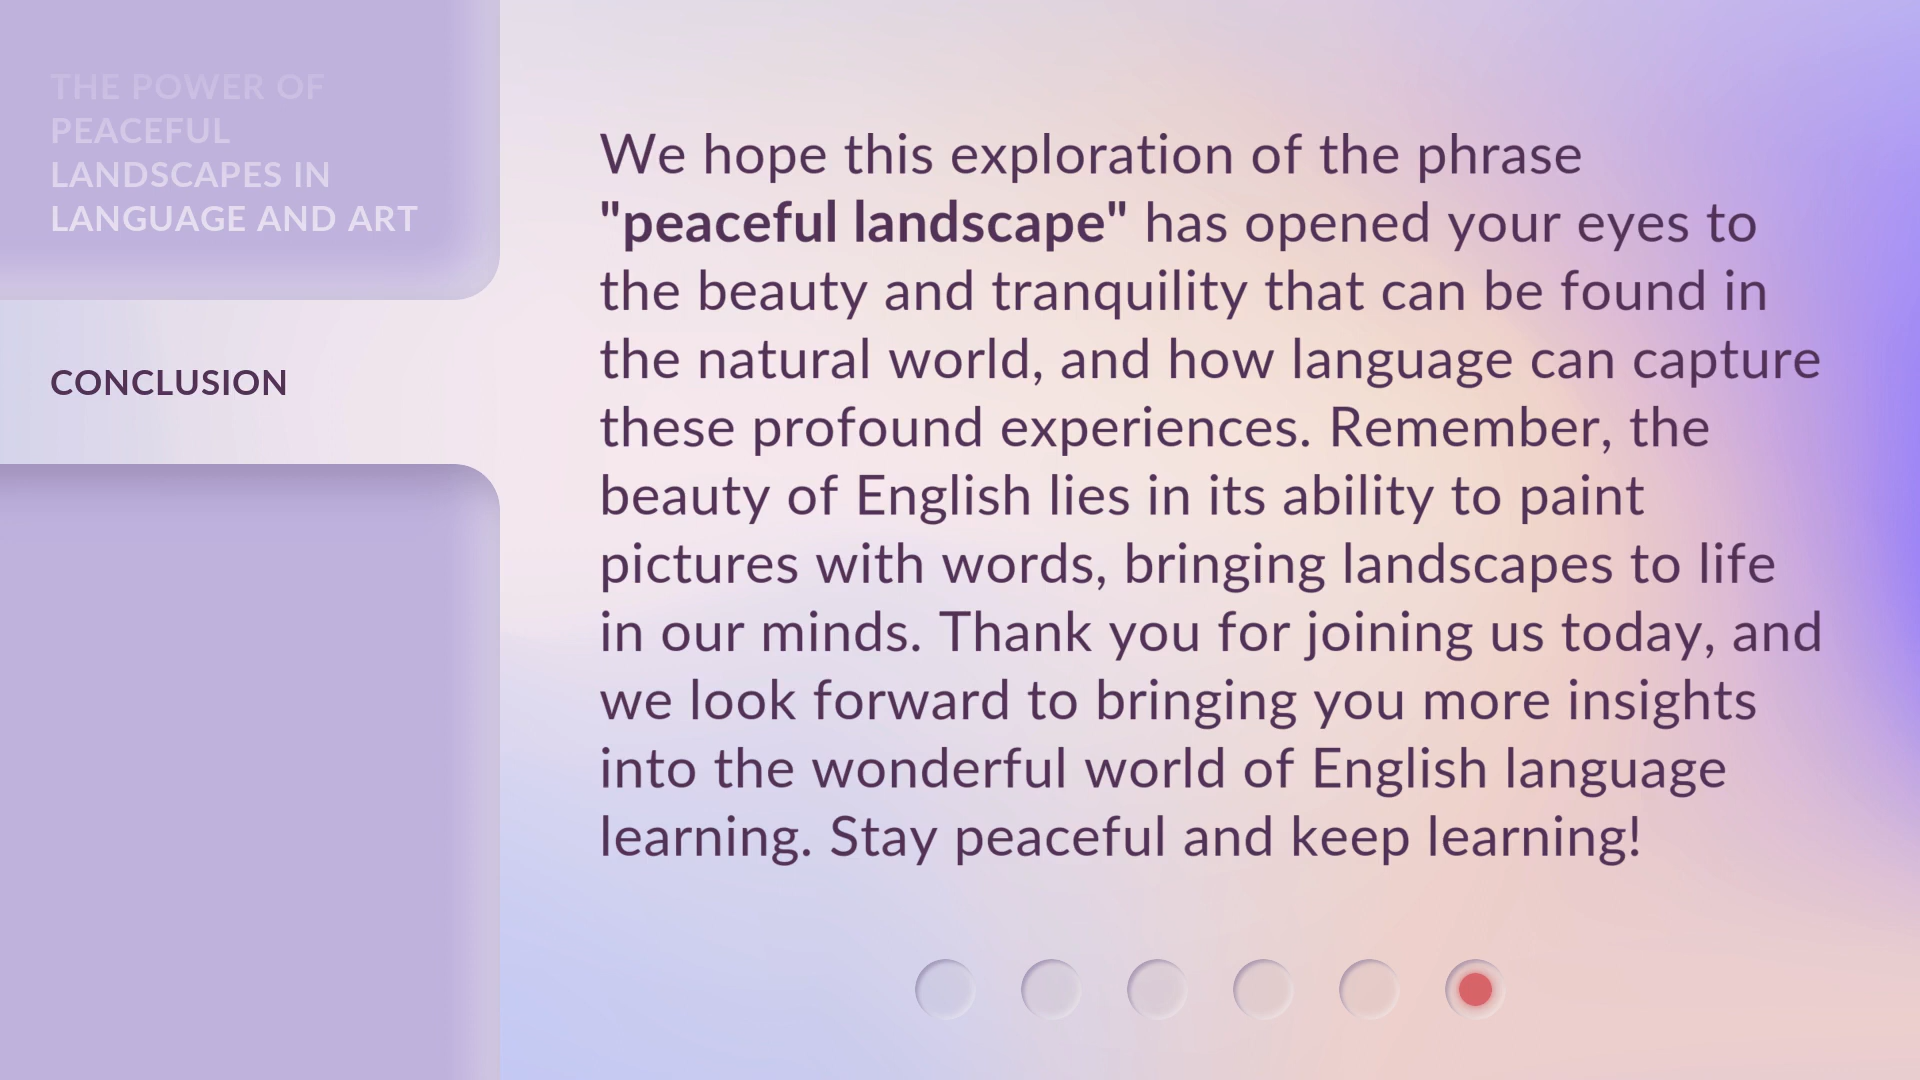 THE POWER OF
PEACEFUL
LANDSCAPES IN
LANGUAGE AND ART
CONCLUSION
We hope this exploration of the phrase
"peaceful landscape" has opened your eyes to
the beauty and tranquility that can be found in
the natural world, and how language can capture
these profound experiences. Remember, the
beauty of English lies in its ability to paint
pictures with words, bringing landscapes to life
in our minds. Thank you for joining us today, and
we look forward to bringing you more insights
into the wonderful world of English language
learning. Stay peaceful and keep learning!